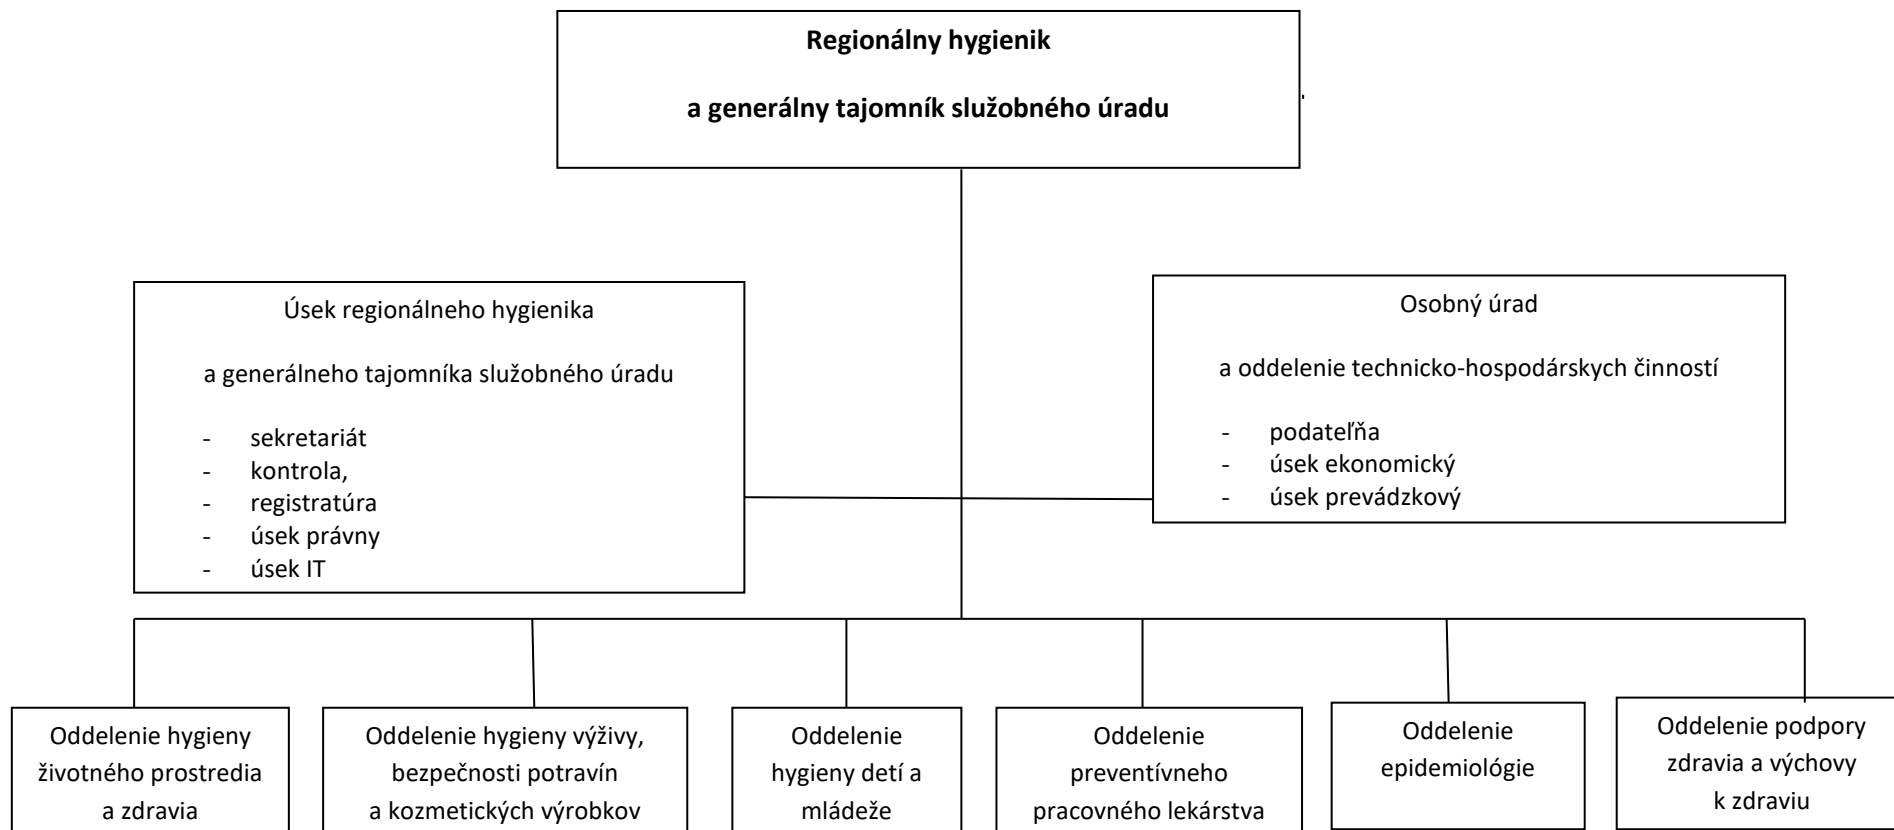 Regionálny hygienik
a generálny tajomník služobného úradu
Úsek regionálneho hygienika
a generálneho tajomníka služobného úradu
- sekretariát
- kontrola,
- registratúra
- úsek právny
- úsek IT
Osobný úrad
a oddelenie technicko-hospodárskych činností
- podateľňa
- úsek ekonomický
- úsek prevádzkový
Oddelenie hygieny
životného prostredia
a zdravia
Oddelenie hygieny výživy,
bezpečnosti potravín
a kozmetických výrobkov
Oddelenie
hygieny detí a
mládeže
Oddelenie
preventívneho
pracovného lekárstva
Oddelenie
epidemiológie
Oddelenie podpory
zdravia a výchovy
k zdraviu